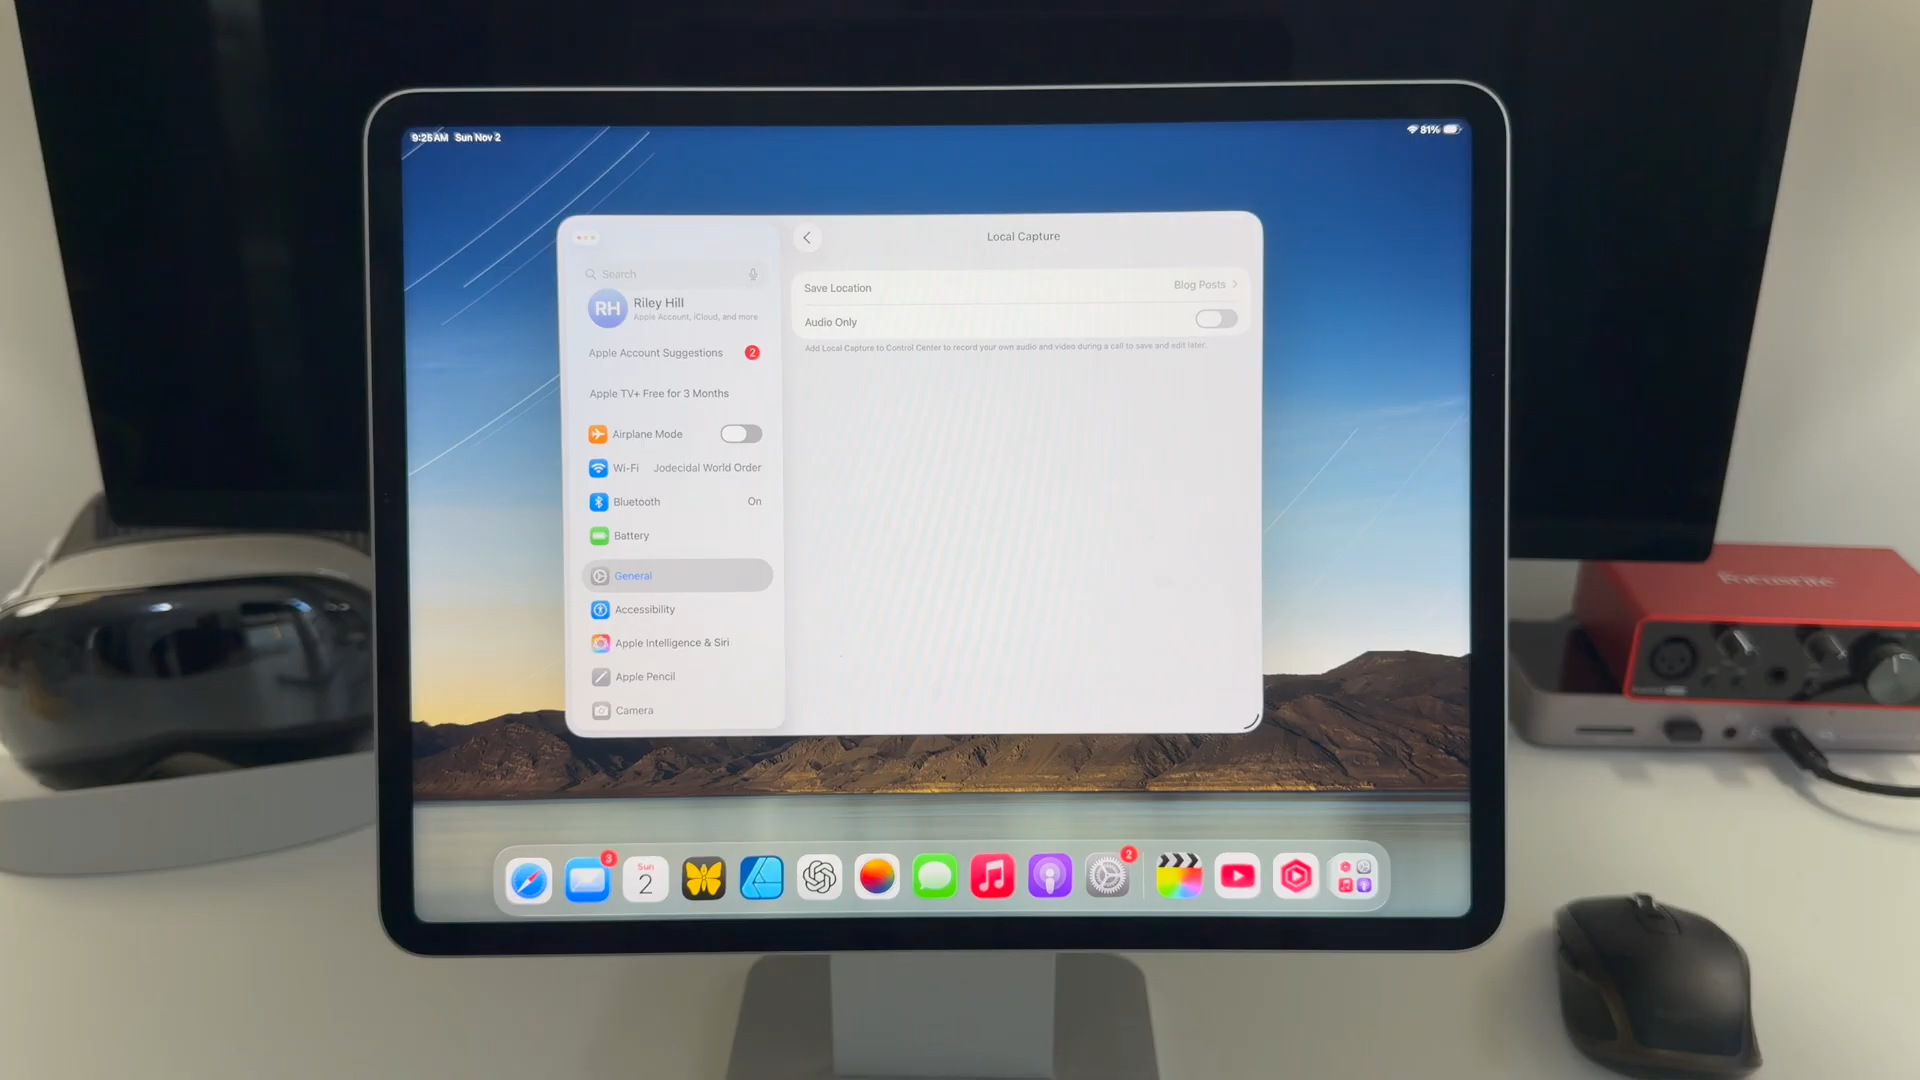 9:25 AM Sun Nov 2
81%
Local Capture
Search
RH
Riley Hill
Apple Account, iCloud, and more
Apple Account Suggestions 2
Apple TV+ Free for 3 Months
Airplane Mode
Wi-Fi Jodecidal World Order
Bluetooth On
Battery
General
Accessibility
Apple Intelligence & Siri
Apple Pencil
Camera
Save Location Blog Posts
Audio Only
Add Local Capture to Control Center to record your own audio and video during a call to save and edit later.
Focusrite
3
Sun
2
2